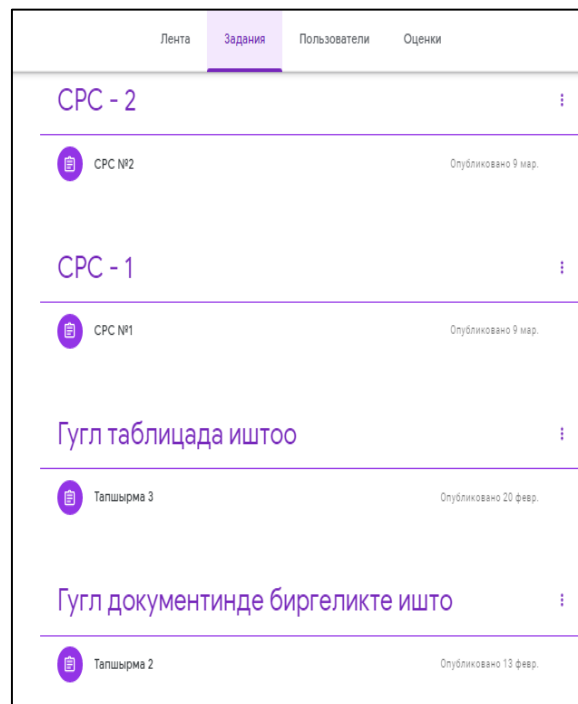 Лента Задания Пользователи Оценки
СРС - 2
СРС №2 Опубликовано 9 мар.
СРС - 1
СРС №1 Опубликовано 9 мар.
Гугл таблицада иштоо
Тапшырма 3 Опубликовано 20 февр.
Гугл документинде биргеликте ишто
Тапшырма 2 Опубликовано 13 февр.